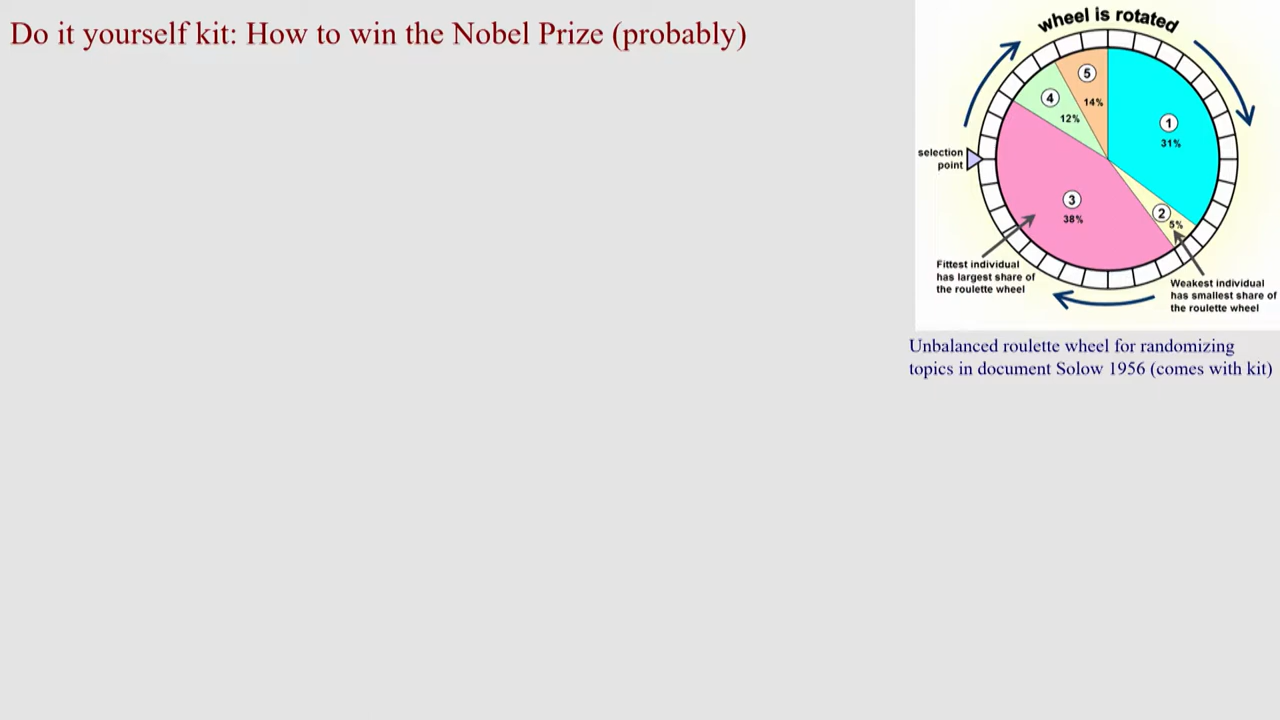 Do it yourself kit: How to win the Nobel Prize (probably)
wheel is rotated
5
14%
4
12%
1
31%
selection
point
3
38%
2
5%
Fittest individual
has largest share of
the roulette wheel
Weakest individual
has smallest share of
the roulette wheel
Unbalanced roulette wheel for randomizing
topics in document Solow 1956 (comes with kit)